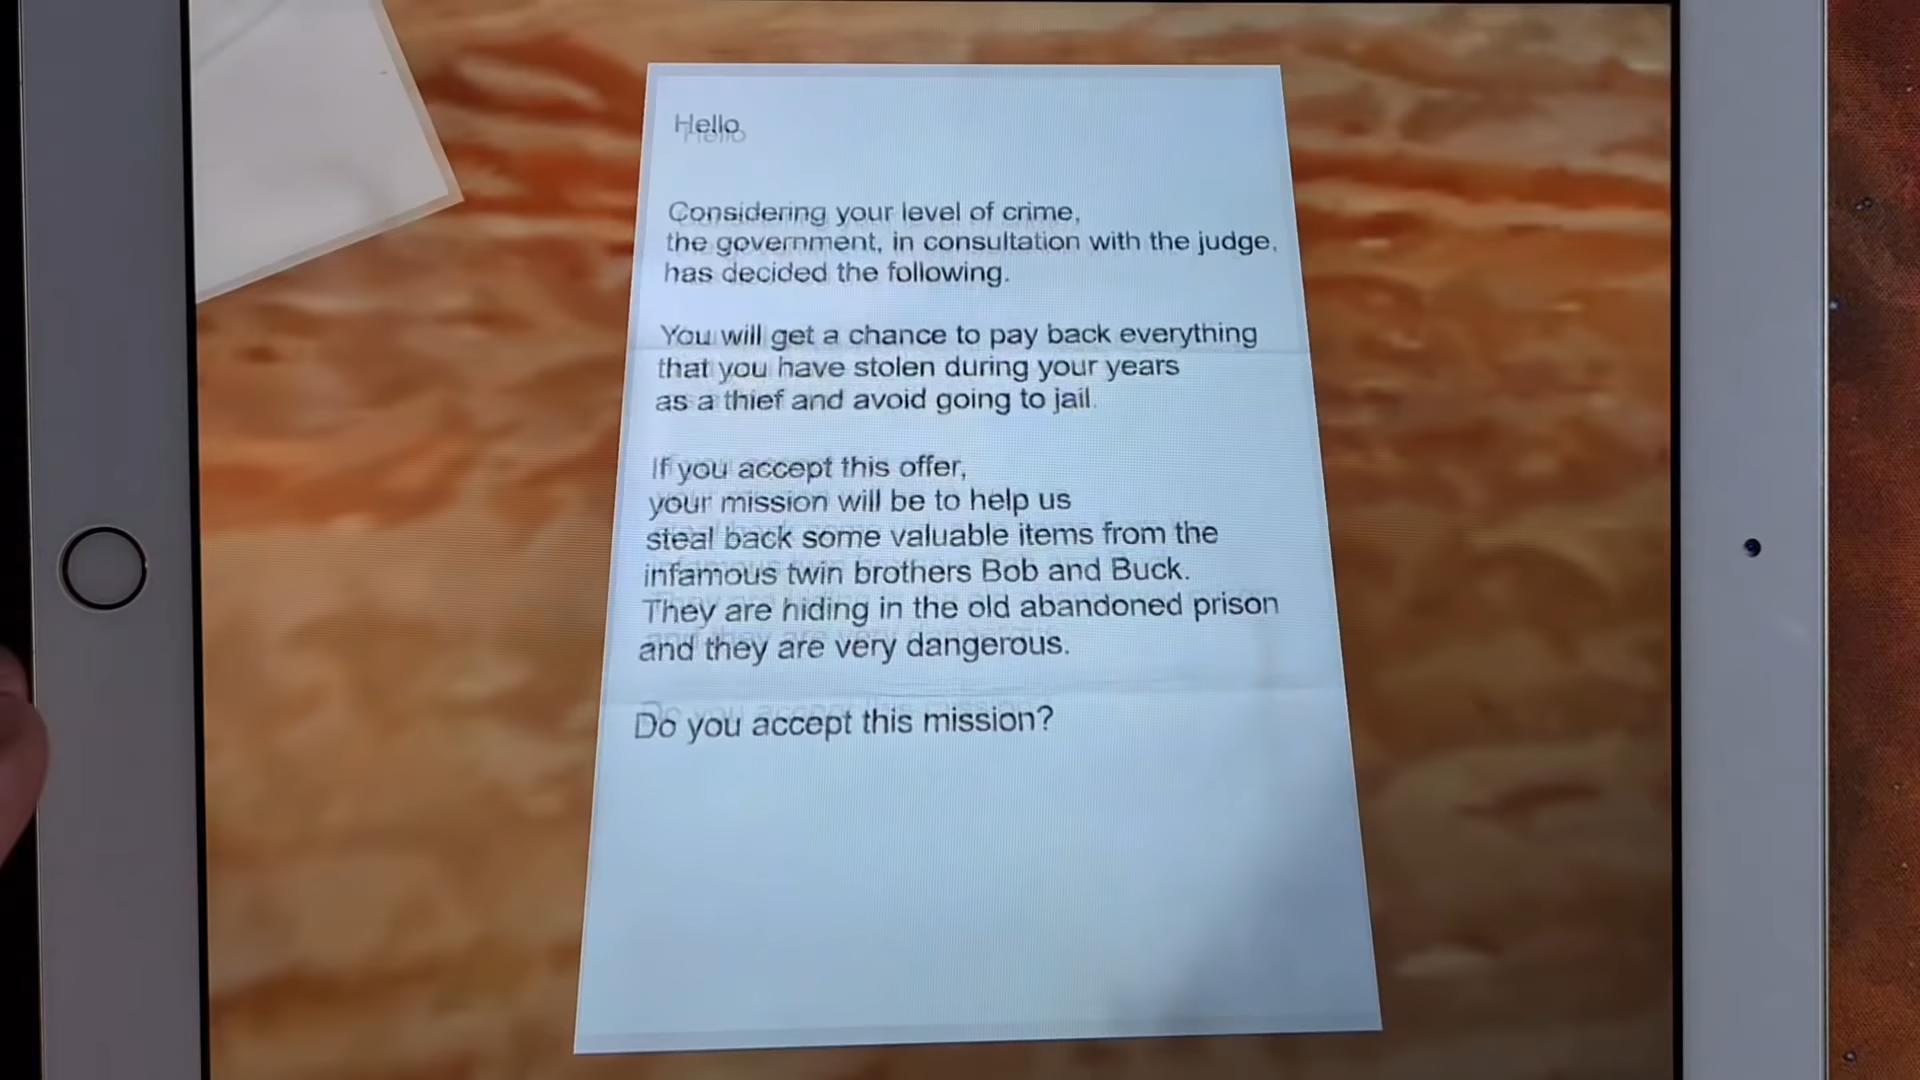 Hello
Considering your level of crime,
the government, in consultation with the judge,
has decided the following.
You will get a chance to pay back everything
that you have stolen during your years
as a thief and avoid going to jail.
If you accept this offer,
your mission will be to help us
steal back some valuable items from the
infamous twin brothers Bob and Buck.
They are hiding in the old abandoned prison
and they are very dangerous.
Do you accept this mission?